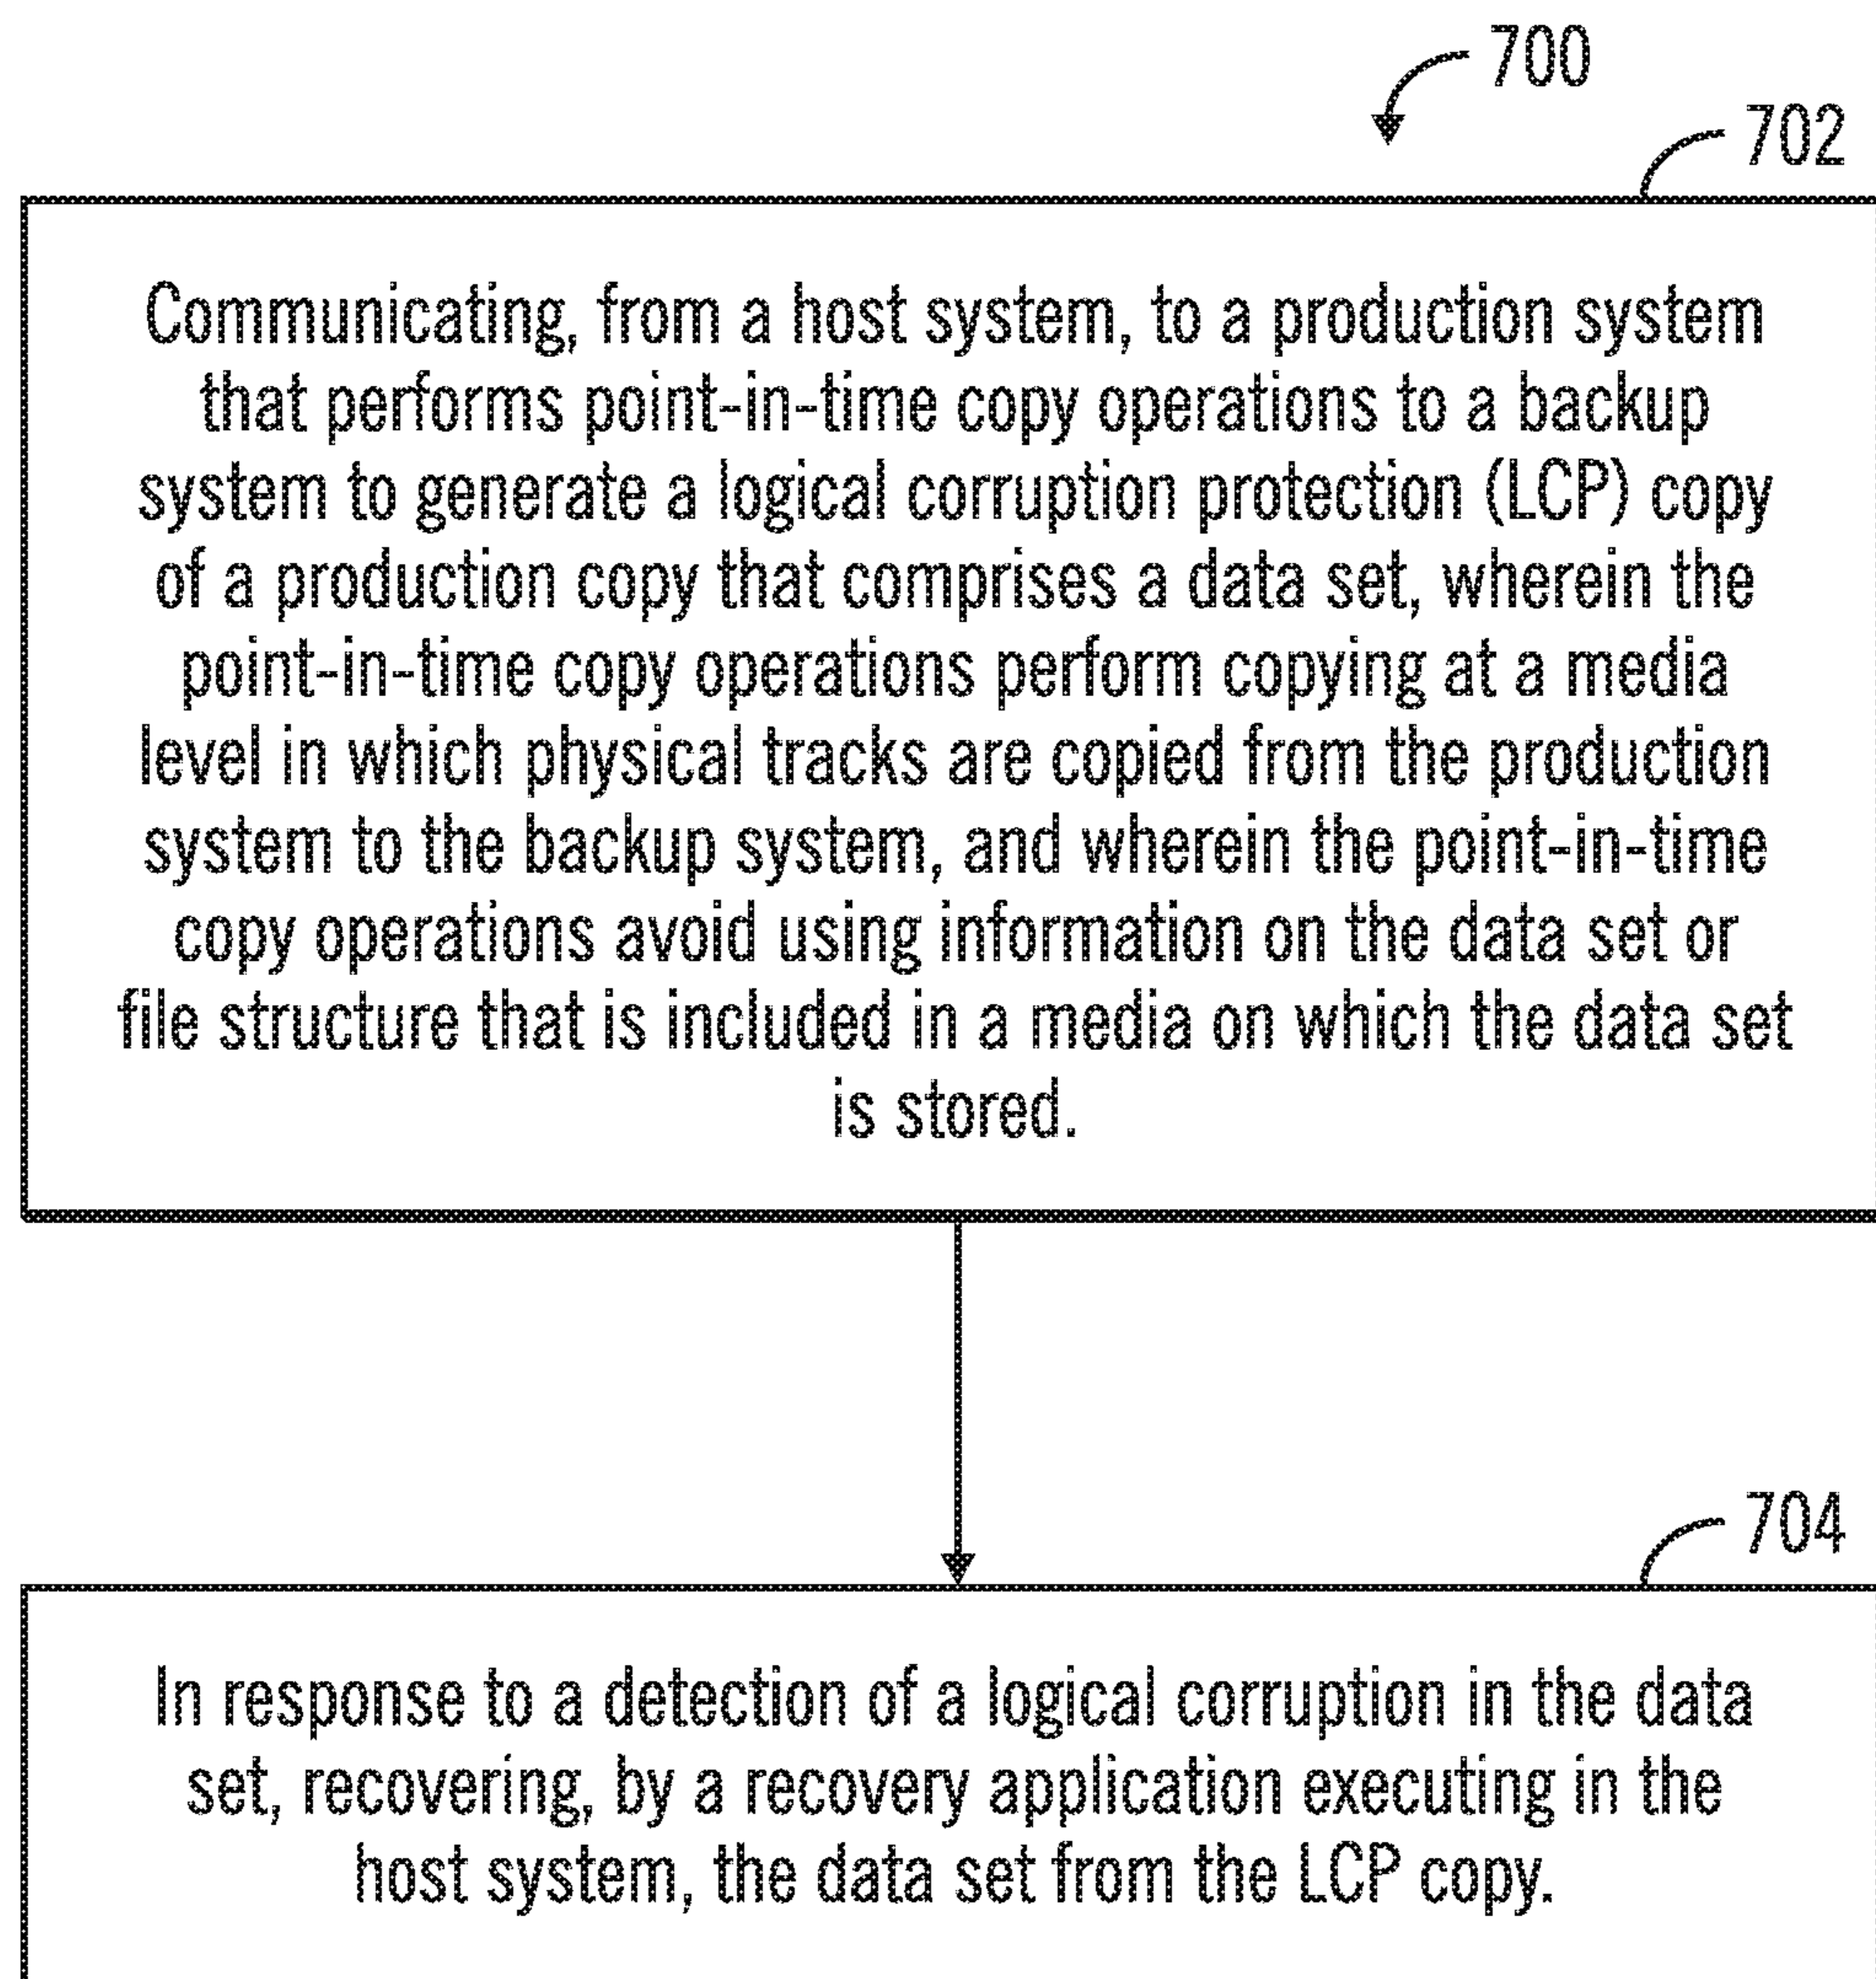 700
702
Communicating, from a host system, to a production system
that performs point-in-time copy operations to a backup
system to generate a logical corruption protection (LCP) copy
of a production copy that comprises a data set, wherein the
point-in-time copy operations perform copying at a media
level in which physical tracks are copied from the production
system to the backup system, and wherein the point-in-time
copy operations avoid using information on the data set or
file structure that is included in a media on which the data set
is stored.
704
In response to a detection of a logical corruption in the data
set, recovering, by a recovery application executing in the
host system, the data set from the LCP copy.